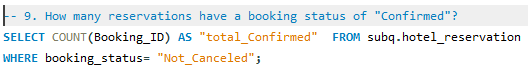 -- 9. How many reservations have a booking status of "Confirmed"?
SELECT COUNT(Booking_ID) AS "total_Confirmed"  FROM subq.hotel_reservation
WHERE booking_status= "Not_Canceled";